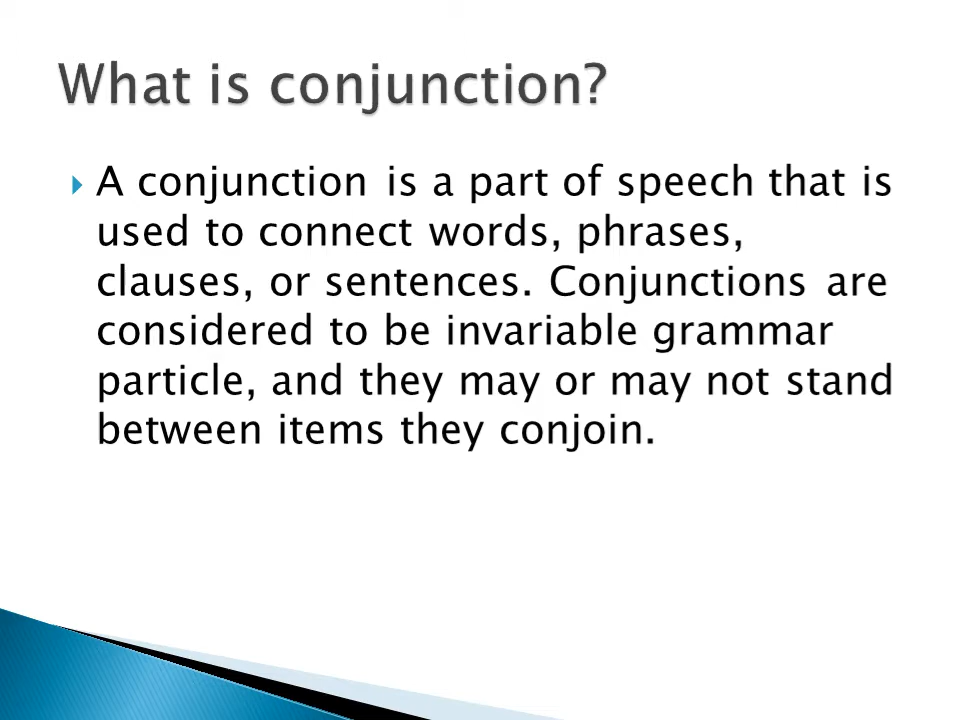 What is conjunction?
A conjunction is a part of speech that is
used to connect words, phrases,
clauses, or sentences. Conjunctions are
considered to be invariable grammar
particle, and they may or may not stand
between items they conjoin.